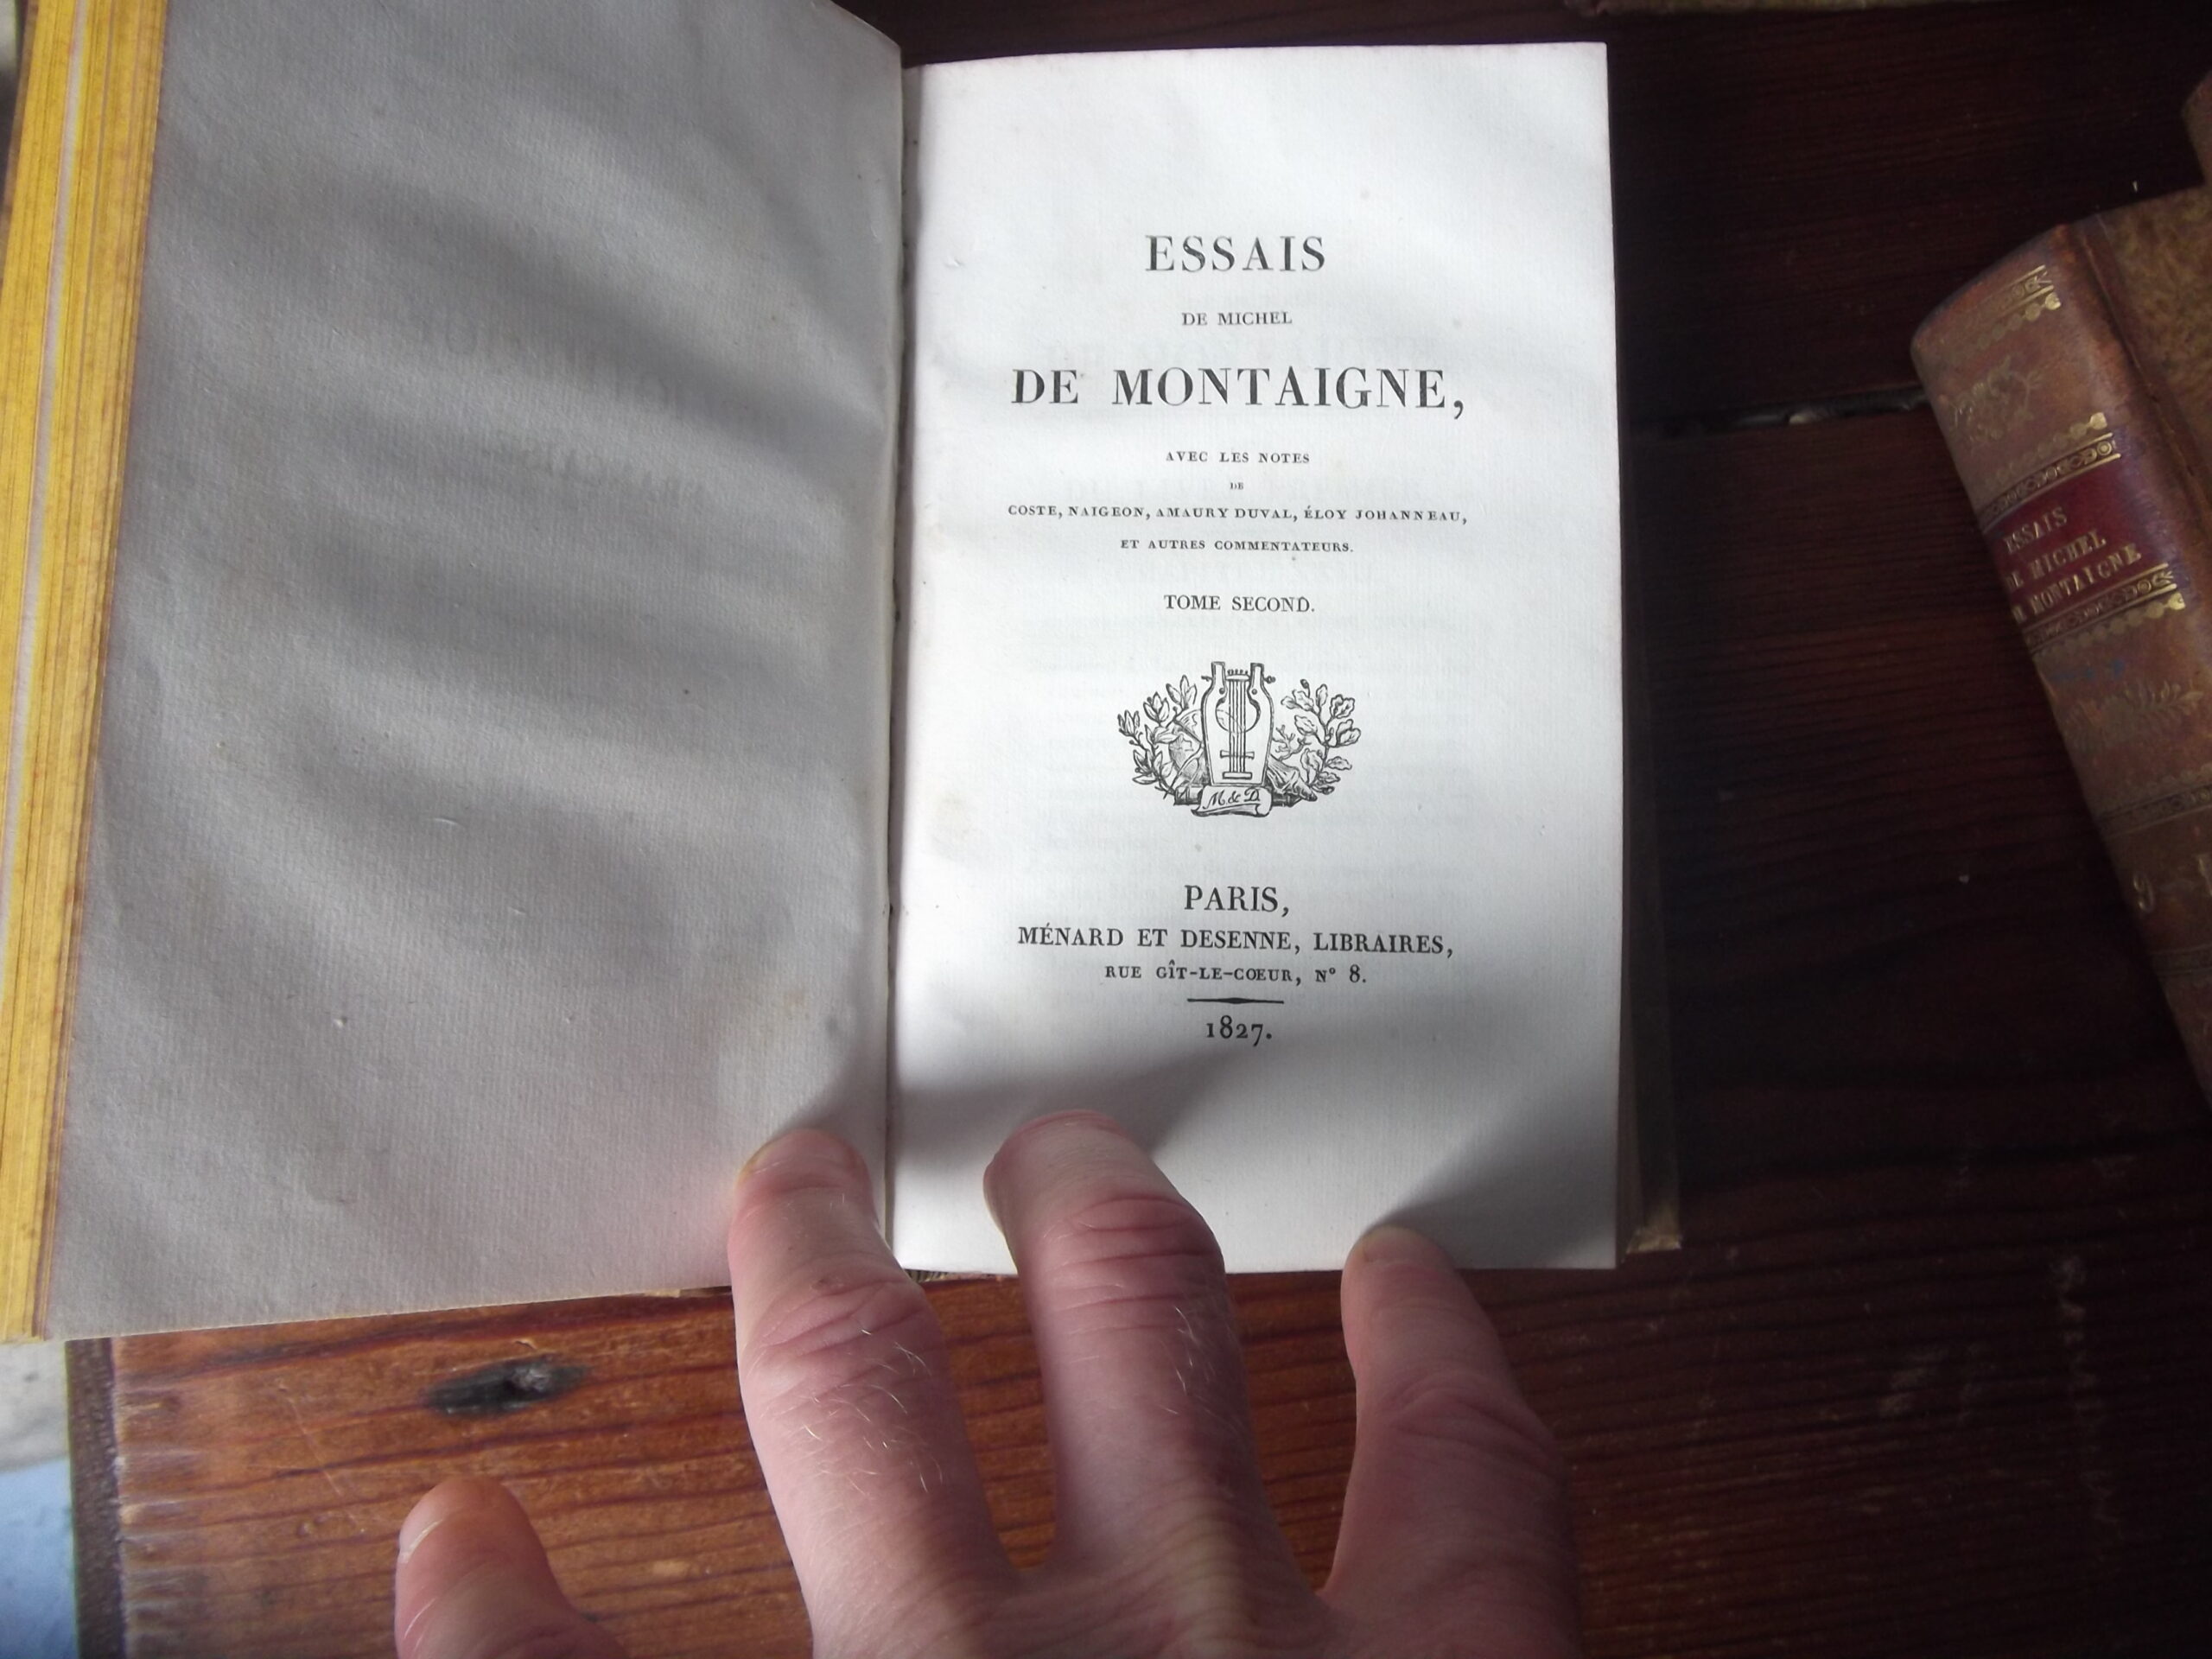 ESSAIS
DE MICHEL
DE MONTAIGNE,
AVEC LES NOTES
DE
COSTE, NAIGEON, AMAURY DUVAL, ÉLOY JOHANNEAU,
ET AUTRES COMMENTATEURS.
TOME SECOND.
M & D.
PARIS,
MÉNARD ET DESENNE, LIBRAIRES,
RUE GÎT-LE-COEUR, N° 8.
1827.
ESSAIS
DE MICHEL
DE MONTAIGNE
9